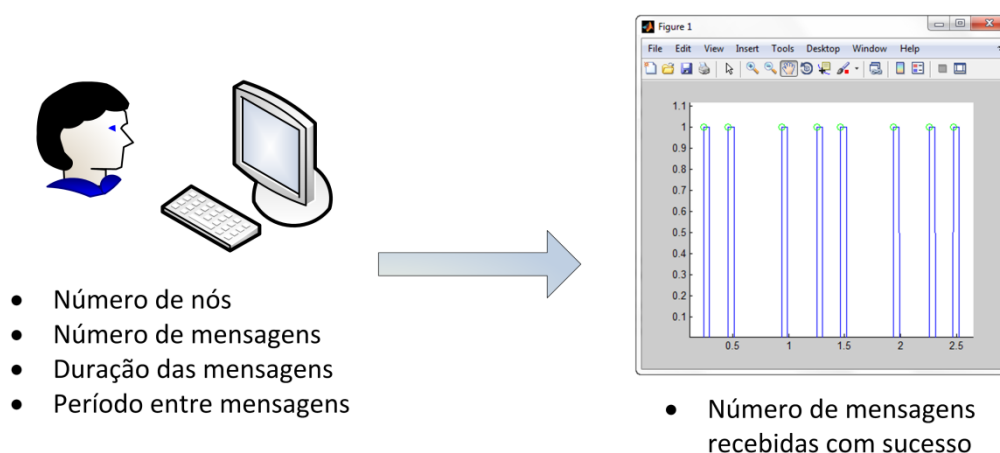 Figure 1
File Edit View Insert Tools Desktop Window Help
1.1
1
0.9
0.8
0.7
0.6
0.5
0.4
0.3
0.2
0.1
0.5 1 1.5 2 2.5
• Número de nós
• Número de mensagens
• Duração das mensagens
• Período entre mensagens
• Número de mensagens
recebidas com sucesso